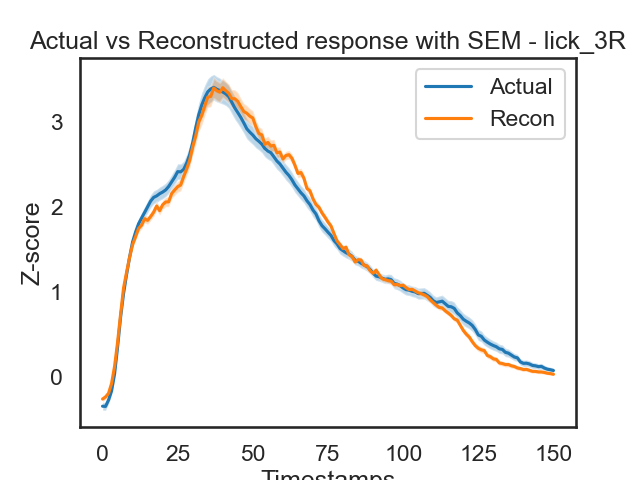 Actual vs Reconstructed response with SEM - lick_3R
Actual
Recon
Z-score
3
2
1
0
0 25 50 75 100 125 150
Timestamps